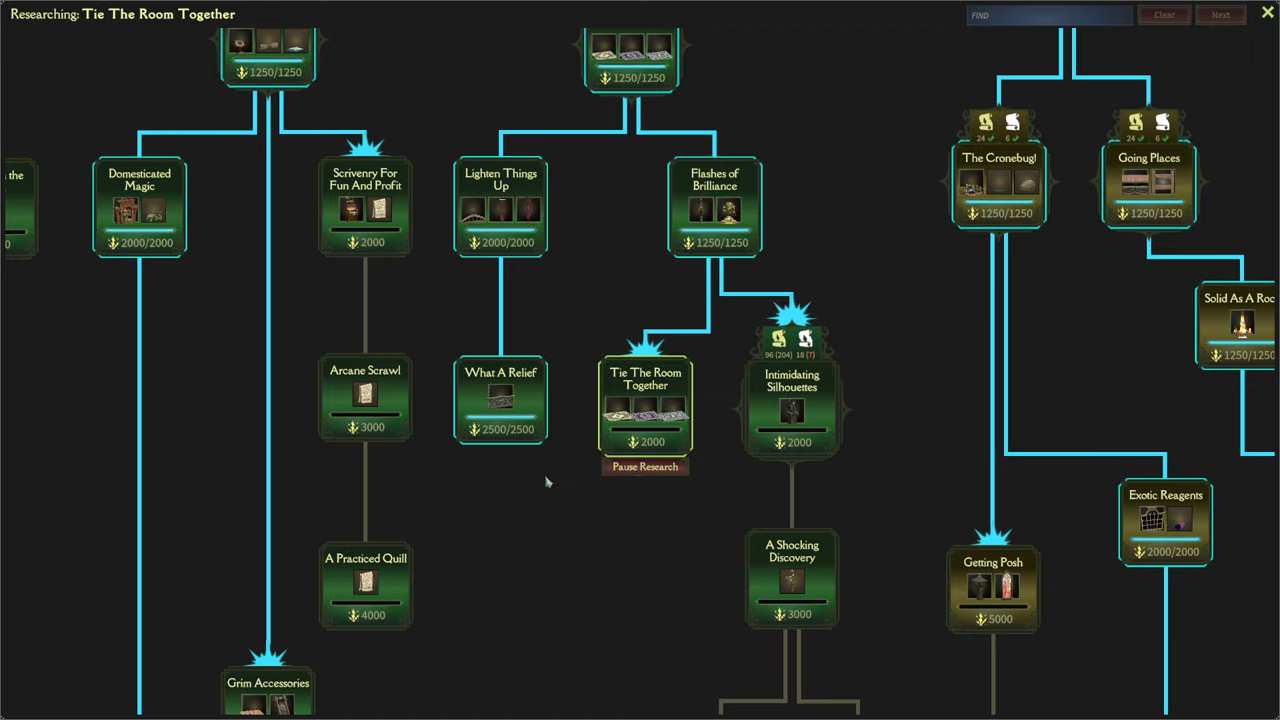 Researching: Tie The Room Together
FIND
Clear
Next
1250/1250
1250/1250
24
6
24
6
the
Domesticated
Magic
2000/2000
Scrivenry For
Fun And Profit
2000
Lighten Things
Up
2000/2000
Flashes of
Brilliance
1250/1250
The Cronebug!
1250/1250
Going Places
1250/1250
0
Solid As A Roc
1250/1250
96 (204) 18 (7)
Arcane Scrawl
3000
What A Relief
2500/2500
Tie The Room
Together
2000
Pause Research
Intimidating
Silhouettes
2000
Exotic Reagents
2000/2000
A Practiced Quill
4000
A Shocking
Discovery
3000
Getting Posh
5000
Grim Accessories